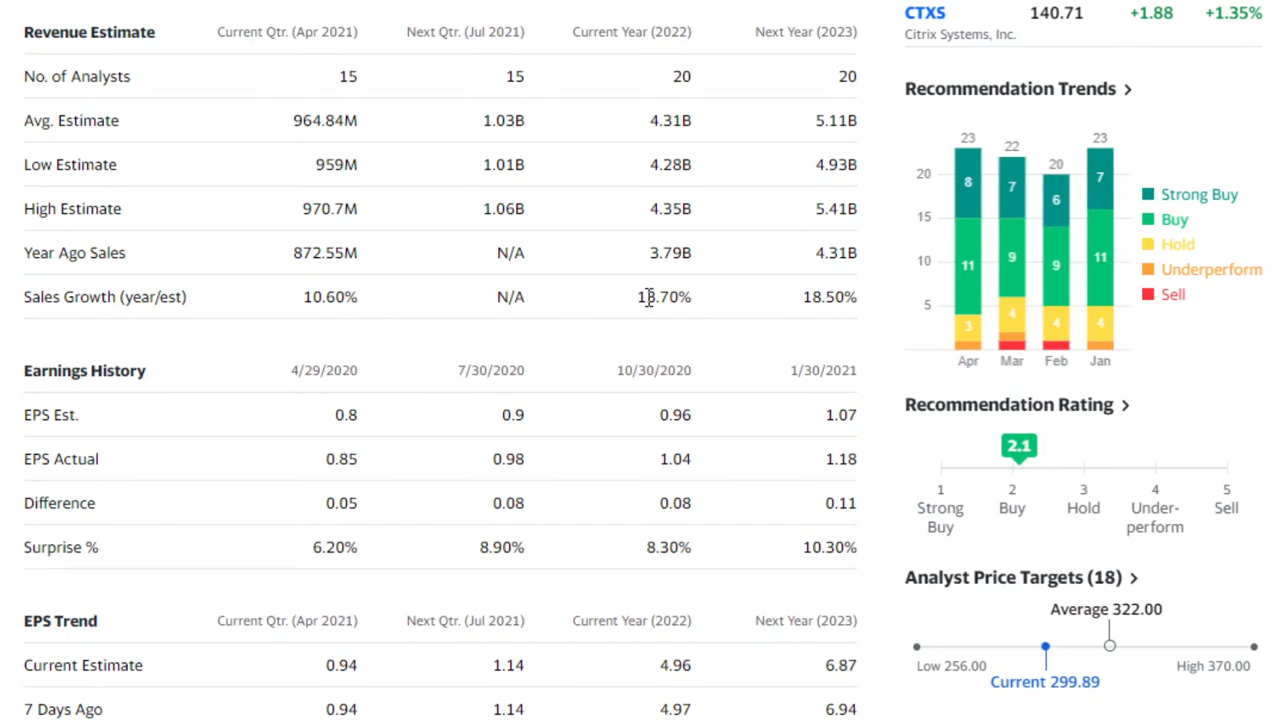 Revenue Estimate Current Qtr. (Apr 2021) Next Qtr. (Jul 2021) Current Year (2022) Next Year (2023)
No. of Analysts 15 15 20 20
Avg. Estimate 964.84M 1.03B 4.31B 5.11B
Low Estimate 959M 1.01B 4.28B 4.93B
High Estimate 970.7M 1.06B 4.35B 5.41B
Year Ago Sales 872.55M N/A 3.79B 4.31B
Sales Growth (year/est) 10.60% N/A 13.70% 18.50%
Earnings History 4/29/2020 7/30/2020 10/30/2020 1/30/2021
EPS Est. 0.8 0.9 0.96 1.07
EPS Actual 0.85 0.98 1.04 1.18
Difference 0.05 0.08 0.08 0.11
Surprise % 6.20% 8.90% 8.30% 10.30%
EPS Trend Current Qtr. (Apr 2021) Next Qtr. (Jul 2021) Current Year (2022) Next Year (2023)
Current Estimate 0.94 1.14 4.96 6.87
7 Days Ago 0.94 1.14 4.97 6.94
CTXS 140.71 +1.88 +1.35%
Citrix Systems, Inc.
Recommendation Trends >
23 22 20 23
20
15
10
5
8 7 6 7
11 9 9 11
3 4 4 4
Apr Mar Feb Jan
Strong Buy
Buy
Hold
Underperform
Sell
Recommendation Rating >
2.1
1 2 3 4 5
Strong Buy Hold Under- Sell
Buy perform
Analyst Price Targets (18) >
Average 322.00
Low 256.00 High 370.00
Current 299.89